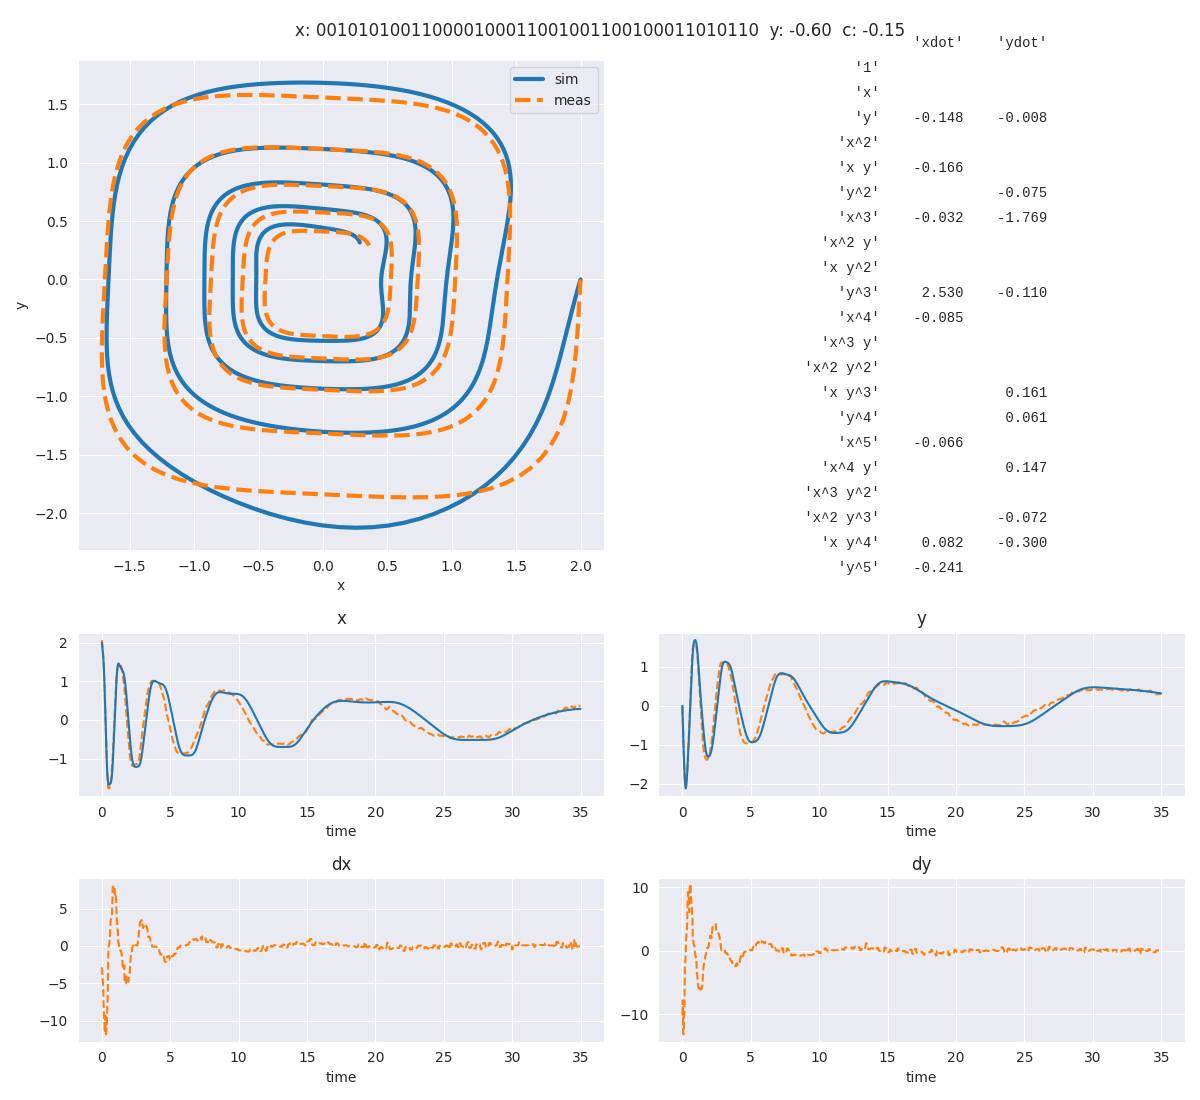 x: 001010100110000100011001001100100011010110 y: -0.60 c: -0.15
'xdot' 'ydot'
'1'
'x'
'y' -0.148 -0.008
'x^2'
'x y' -0.166
'y^2' -0.075
'x^3' -0.032 -1.769
'x^2 y'
'x y^2'
'y^3' 2.530 -0.110
'x^4' -0.085
'x^3 y'
'x^2 y^2'
'x y^3' 0.161
'y^4' 0.061
'x^5' -0.066
'x^4 y' 0.147
'x^3 y^2'
'x^2 y^3' -0.072
'x y^4' 0.082 -0.300
'y^5' -0.241
sim
meas
1.5
1.0
0.5
0.0
−0.5
−1.0
−1.5
−2.0
y
−1.5 −1.0 −0.5 0.0 0.5 1.0 1.5 2.0
x
x
2
1
0
−1
0 5 10 15 20 25 30 35
time
y
1
0
−1
−2
0 5 10 15 20 25 30 35
time
dx
5
0
−5
−10
0 5 10 15 20 25 30 35
time
dy
10
0
−10
0 5 10 15 20 25 30 35
time